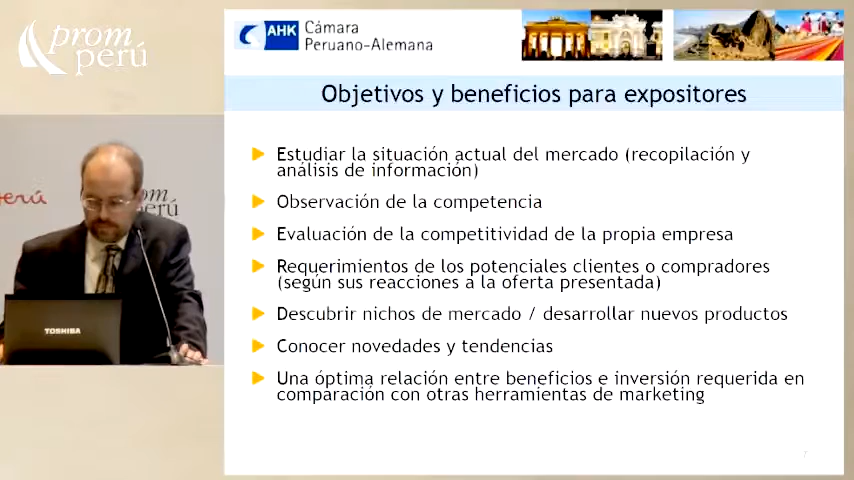 prom
perú
AHK
Cámara
Peruano-Alemana
Objetivos y beneficios para expositores
Estudiar la situación actual del mercado (recopilación y
análisis de información)
Observación de la competencia
Evaluación de la competitividad de la propia empresa
Requerimientos de los potenciales clientes o compradores
(según sus reacciones a la oferta presentada)
Descubrir nichos de mercado / desarrollar nuevos productos
Conocer novedades y tendencias
Una óptima relación entre beneficios e inversión requerida en
comparación con otras herramientas de marketing
perú
TOSHIBA